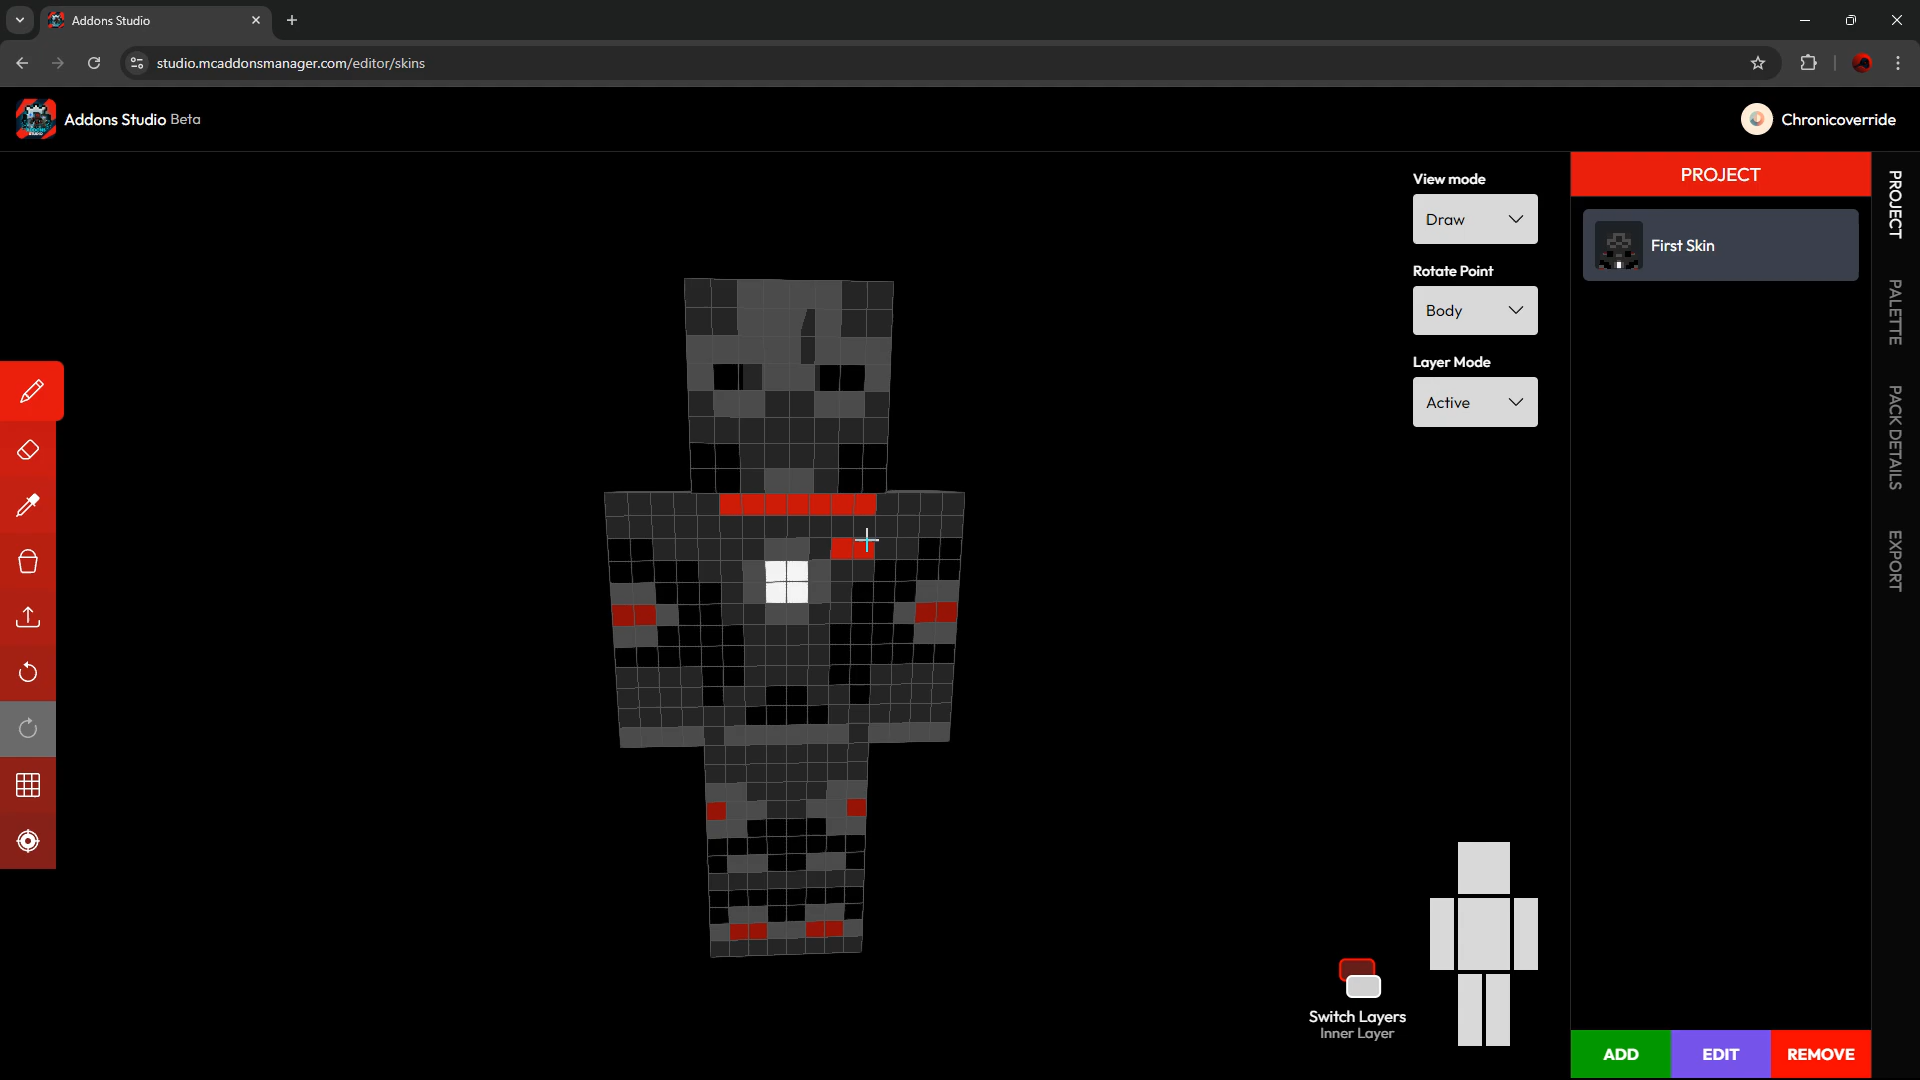 Addons Studio
studio.mcaddonsmanager.com/editor/skins
Addons Studio Beta
Chronicoverride
View mode
Draw
Rotate Point
Body
Layer Mode
Active
PROJECT
First Skin
PROJECT
PALETTE
PACK DETAILS
EXPORT
Switch Layers
Inner Layer
ADD
EDIT
REMOVE